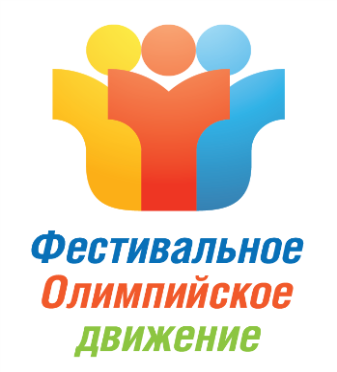 Фестивальное
Олимпийское
движение